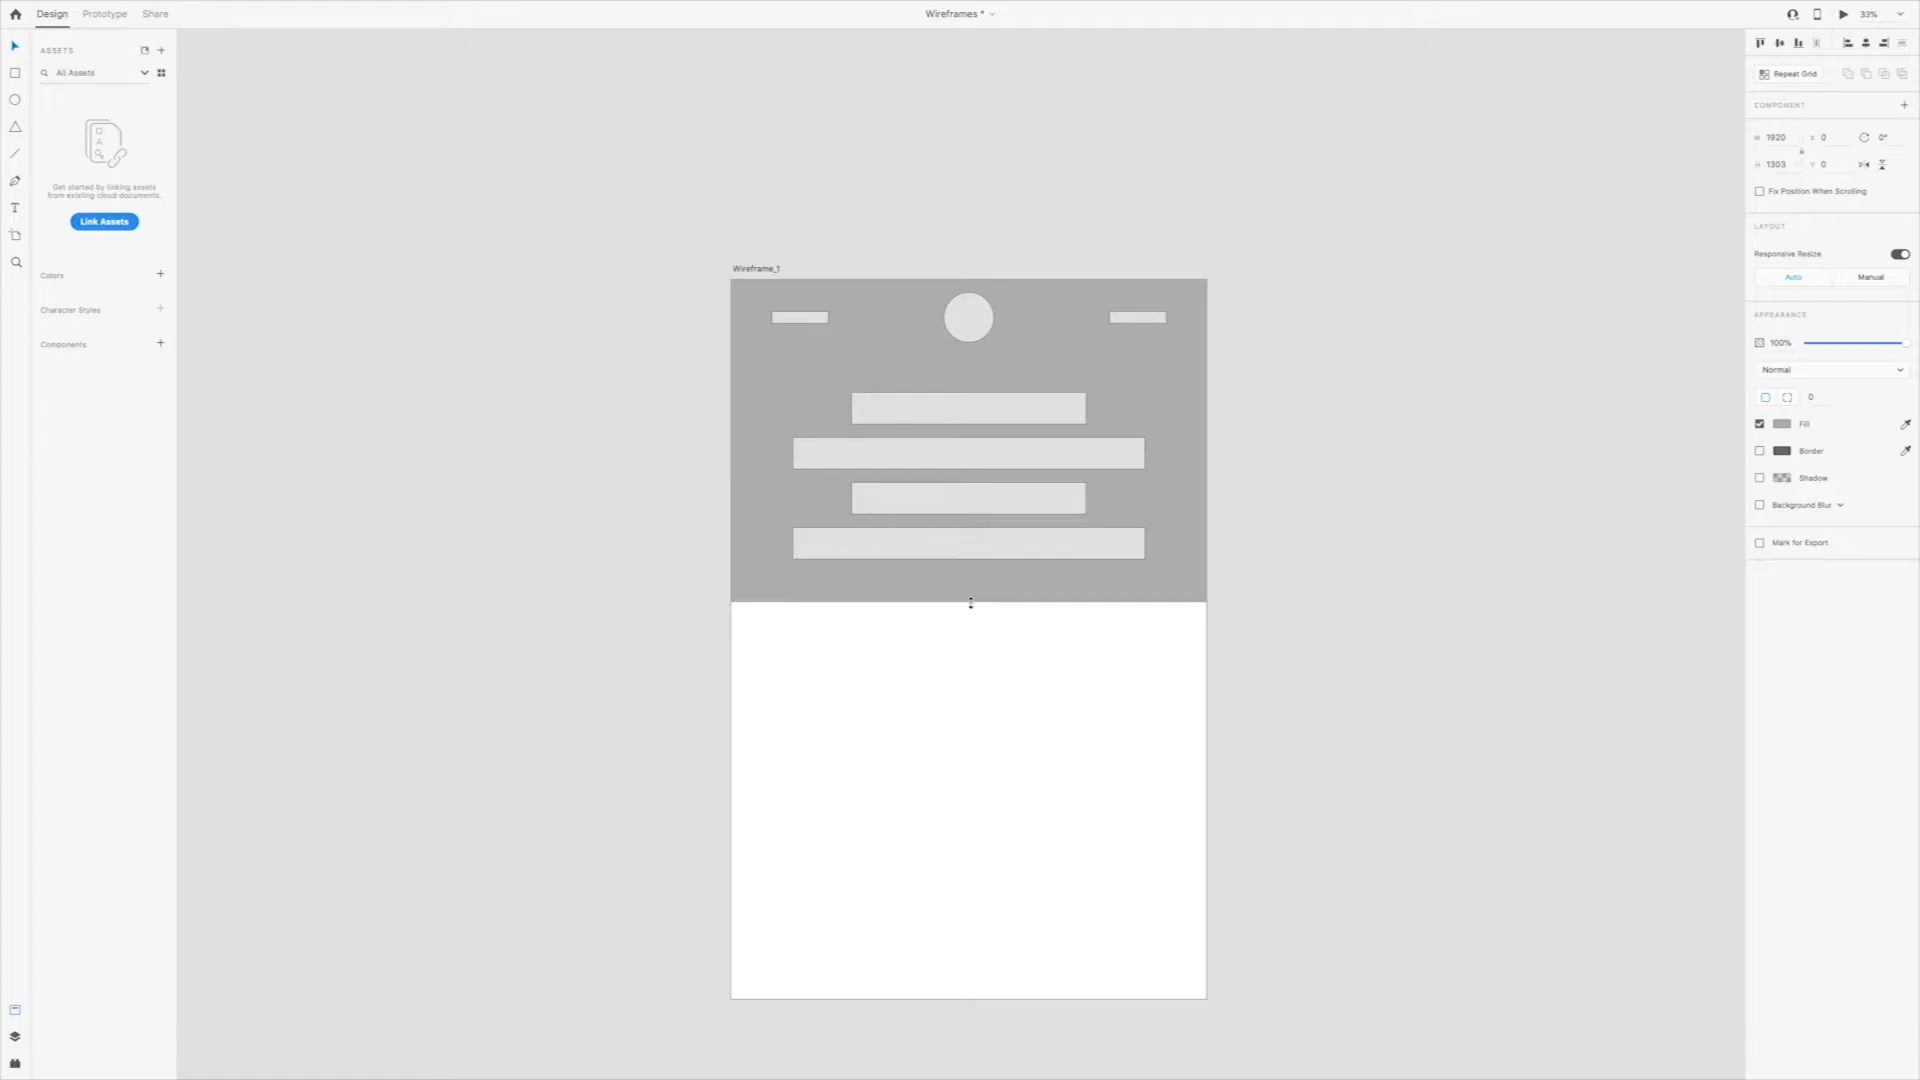 Design Prototype Share
Wireframes *
33%
ASSETS
All Assets
Get started by linking assets
from existing cloud documents.
Link Assets
Colors
Character Styles
Components
Wireframe_1
Repeat Grid
COMPONENT
W 1920 X 0 0°
H 1303 Y 0
Fix Position When Scrolling
LAYOUT
Responsive Resize
Auto Manual
APPEARANCE
100%
Normal
0
Fill
Border
Shadow
Background Blur
Mark for Export